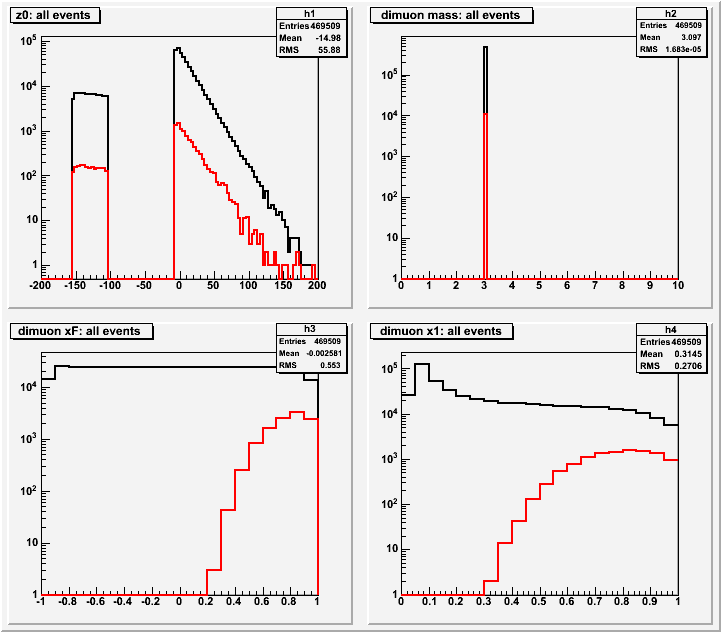 z0: all events
h1
Entries 469509
Mean -14.98
RMS 55.88
10^5
10^4
10^3
10^2
10
1
-200 -150 -100 -50 0 50 100 150 200
dimuon mass: all events
h2
Entries 469509
Mean 3.097
RMS 1.683e-05
10^5
10^4
10^3
10^2
10
1
0 1 2 3 4 5 6 7 8 9 10
dimuon xF: all events
h3
Entries 469509
Mean -0.002581
RMS 0.553
10^4
10^3
10^2
10
1
-1 -0.8 -0.6 -0.4 -0.2 0 0.2 0.4 0.6 0.8 1
dimuon x1: all events
h4
Entries 469509
Mean 0.3145
RMS 0.2706
10^5
10^4
10^3
10^2
10
1
0 0.1 0.2 0.3 0.4 0.5 0.6 0.7 0.8 0.9 1